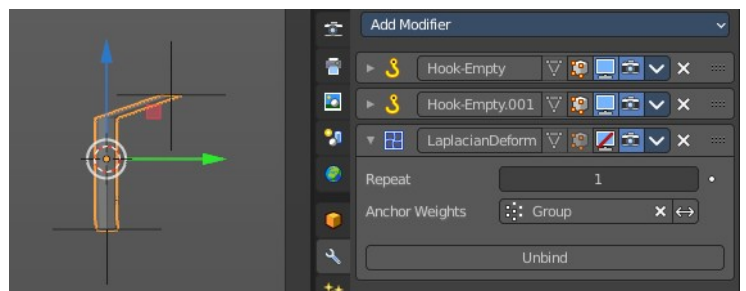 Add Modifier
Hook-Empty
Hook-Empty.001
LaplacianDeform
Repeat 1
Anchor Weights Group
Unbind